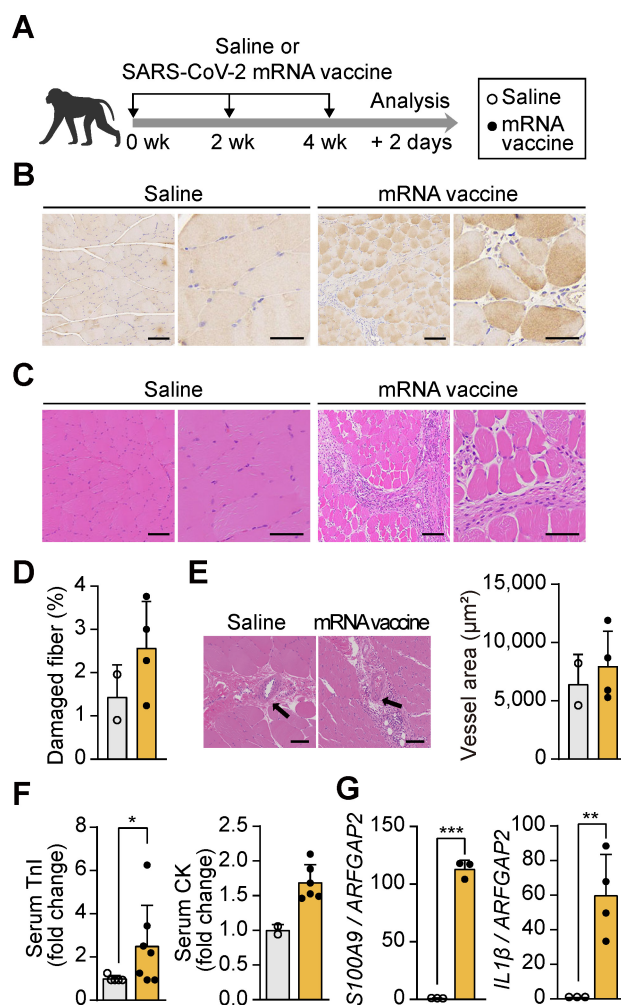 A
Saline or
SARS-CoV-2 mRNA vaccine
Analysis
0 wk 2 wk 4 wk + 2 days
Saline
mRNA
vaccine
B
Saline mRNA vaccine
C
Saline mRNA vaccine
D
Damaged fiber (%)
4
3
2
1
0
E
Saline mRNA vaccine
Vessel area (µm²)
15,000
10,000
5,000
0
F
Serum TnI
(fold change)
8
6
4
2
0
*
Serum CK
(fold change)
2.5
2.0
1.5
1.0
0.5
0.0
G
S100A9 / ARFGAP2
150
100
50
0
***
IL1β / ARFGAP2
100
80
60
40
20
0
**